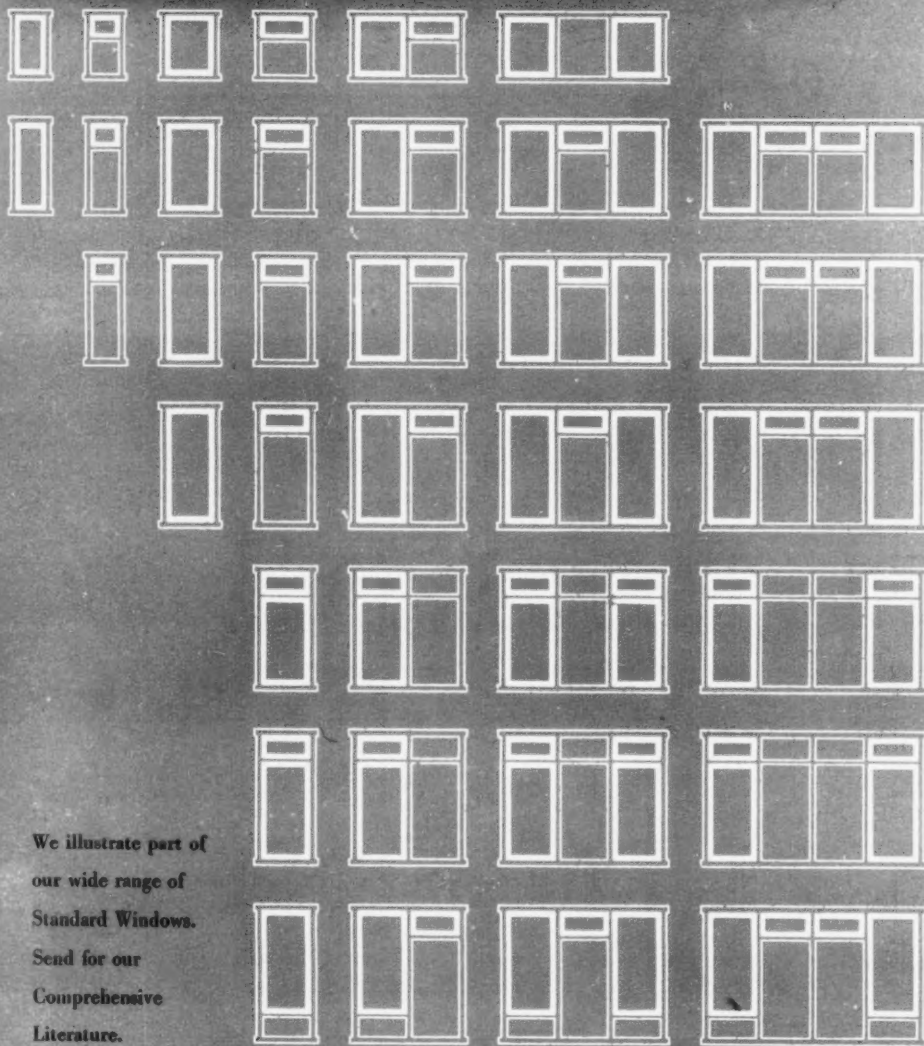 We illustrate part of
our wide range of
Standard Windows.
Send for our
Comprehensive
Literature.